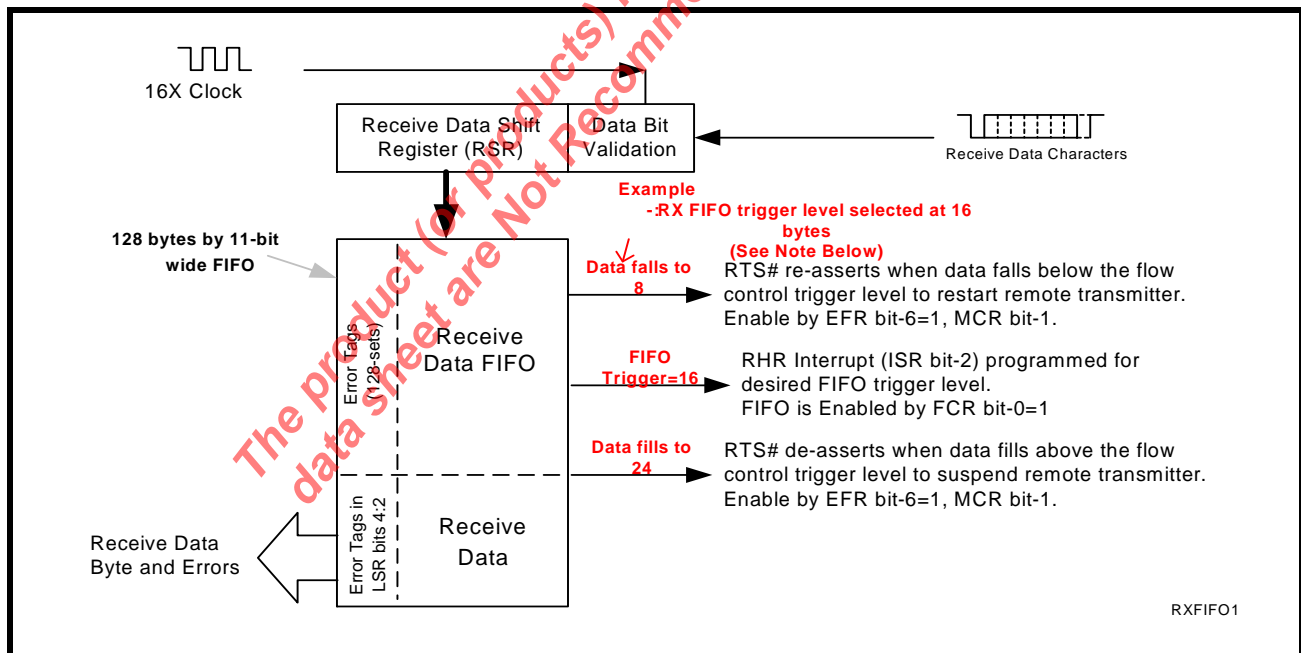 16X Clock
Receive Data Shift
Register (RSR)
Data Bit
Validation
Receive Data Characters
Example
-:RX FIFO trigger level selected at 16
bytes
(See Note Below)
128 bytes by 11-bit
wide FIFO
Data falls to
8
RTS# re-asserts when data falls below the flow
control trigger level to restart remote transmitter.
Enable by EFR bit-6=1, MCR bit-1.
Error Tags
(128-sets)
Receive
Data FIFO
FIFO
Trigger=16
RHR Interrupt (ISR bit-2) programmed for
desired FIFO trigger level.
FIFO is Enabled by FCR bit-0=1
Data fills to
24
RTS# de-asserts when data fills above the flow
control trigger level to suspend remote transmitter.
Enable by EFR bit-6=1, MCR bit-1.
Error Tags in
LSR bits 4:2
Receive
Data
Receive Data
Byte and Errors
RXFIFO1
The product (or products)
data sheet are Not